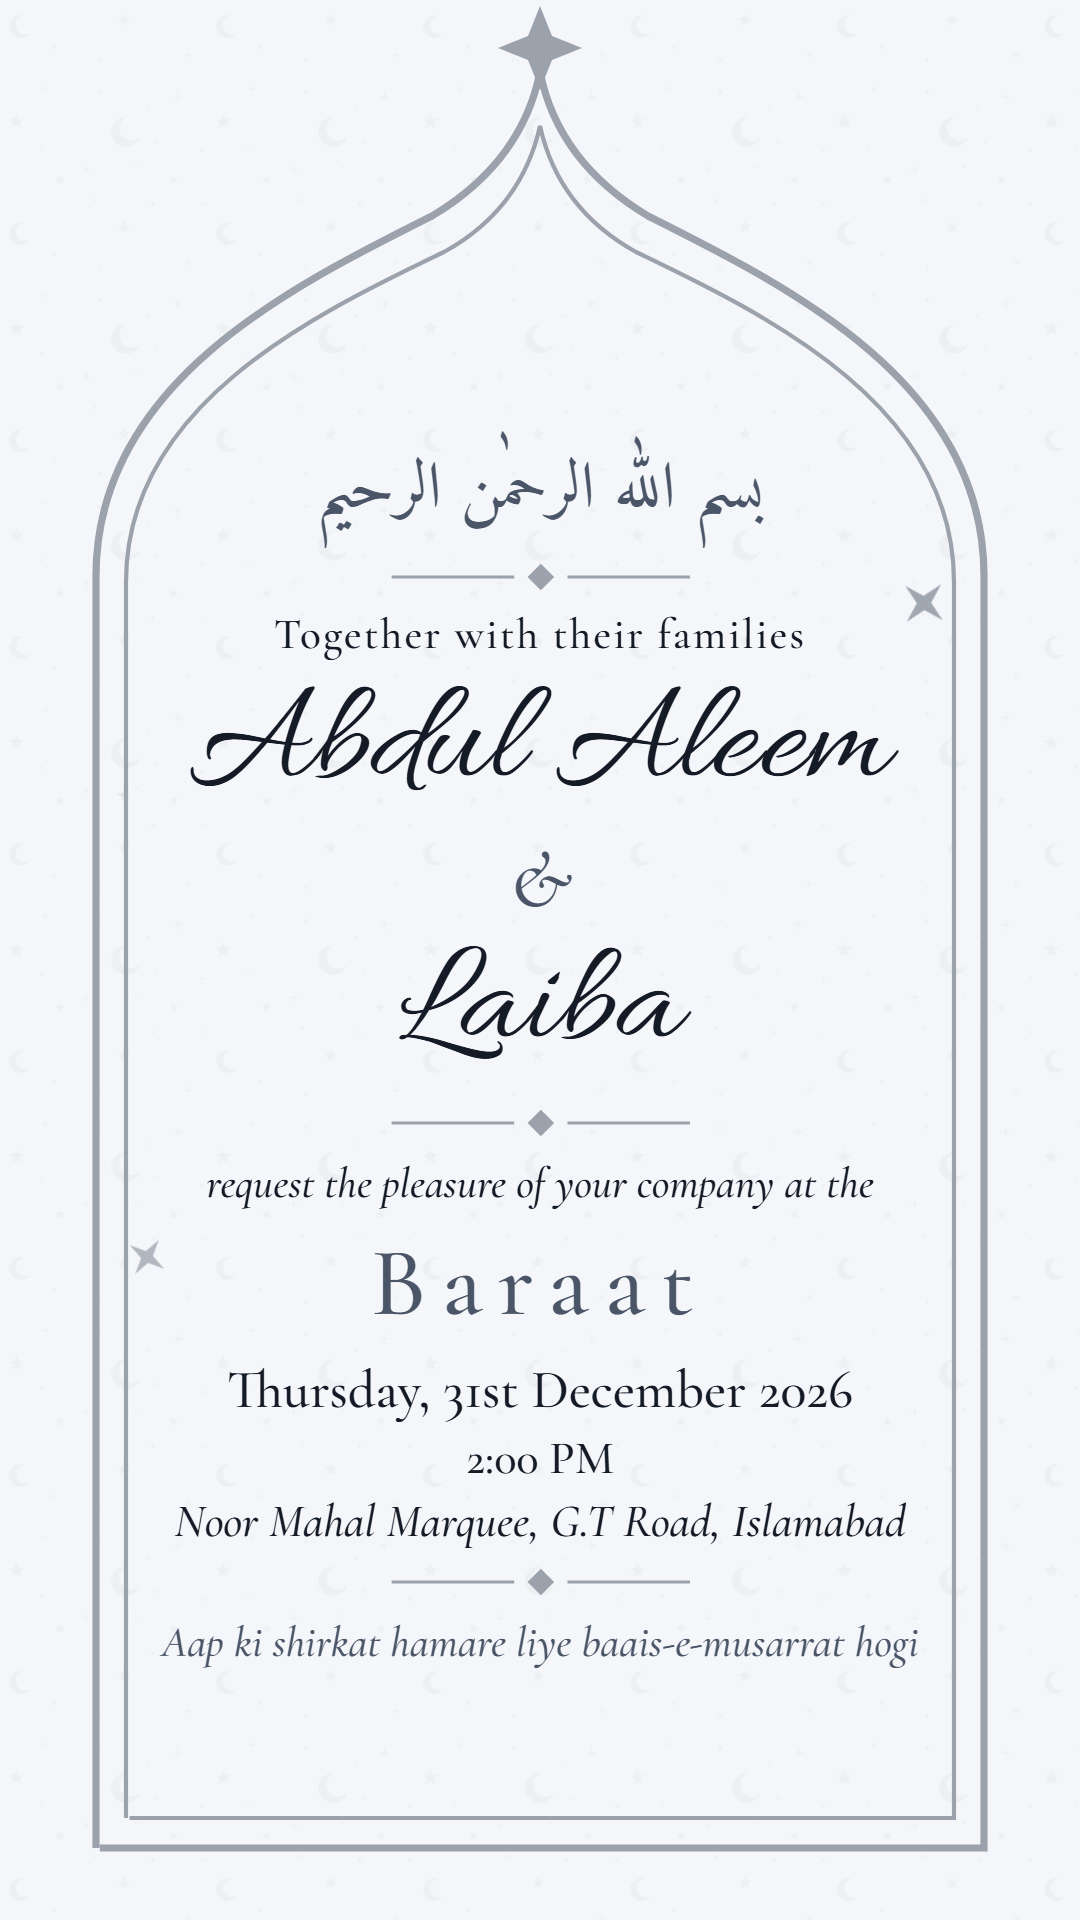 بسم الله الرحمٰن الرحيم
Together with their families
Abdul Aleem
&
Laiba
request the pleasure of your company at the
Baraat
Thursday, 31st December 2026
2:00 PM
Noor Mahal Marquee, G.T Road, Islamabad
Aap ki shirkat hamare liye baais-e-musarrat hogi